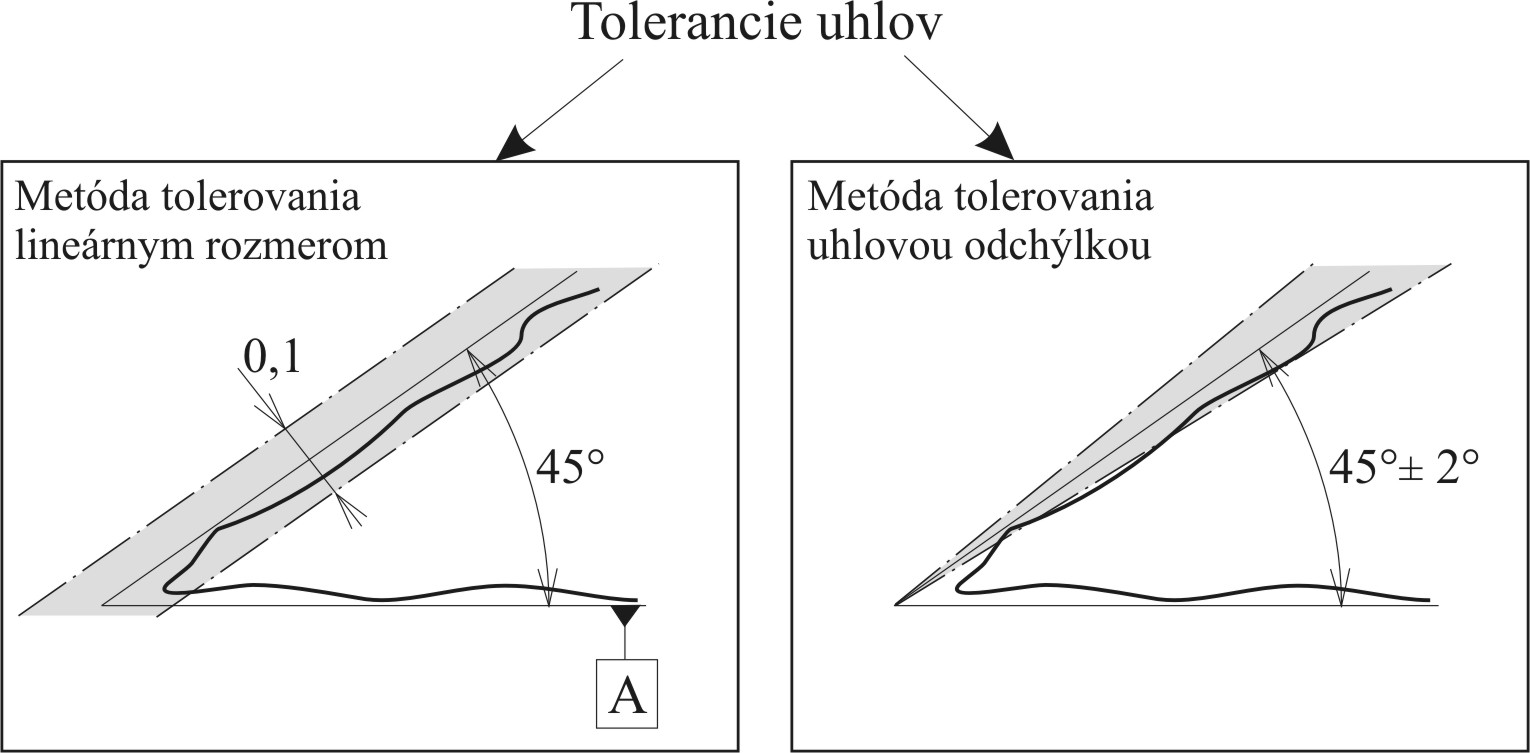 Tolerancie uhlov
Metóda tolerovania
lineárnym rozmerom
0,1
45°
A
Metóda tolerovania
uhlovou odchýlkou
45°± 2°